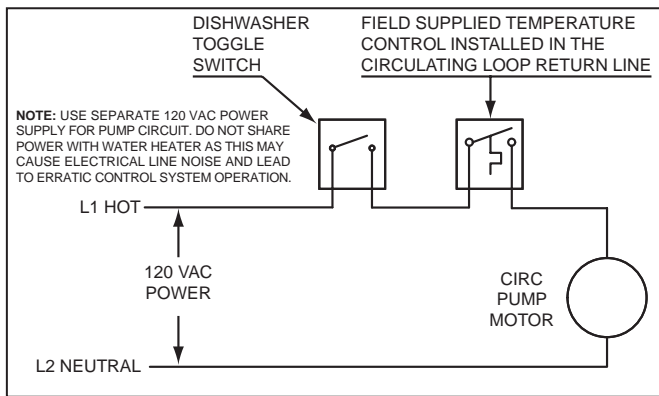 DISHWASHER
TOGGLE
SWITCH
FIELD SUPPLIED TEMPERATURE
CONTROL INSTALLED IN THE
CIRCULATING LOOP RETURN LINE
NOTE: USE SEPARATE 120 VAC POWER
SUPPLY FOR PUMP CIRCUIT. DO NOT SHARE
POWER WITH WATER HEATER AS THIS MAY
CAUSE ELECTRICAL LINE NOISE AND LEAD
TO ERRATIC CONTROL SYSTEM OPERATION.
L1 HOT
120 VAC
POWER
CIRC
PUMP
MOTOR
L2 NEUTRAL